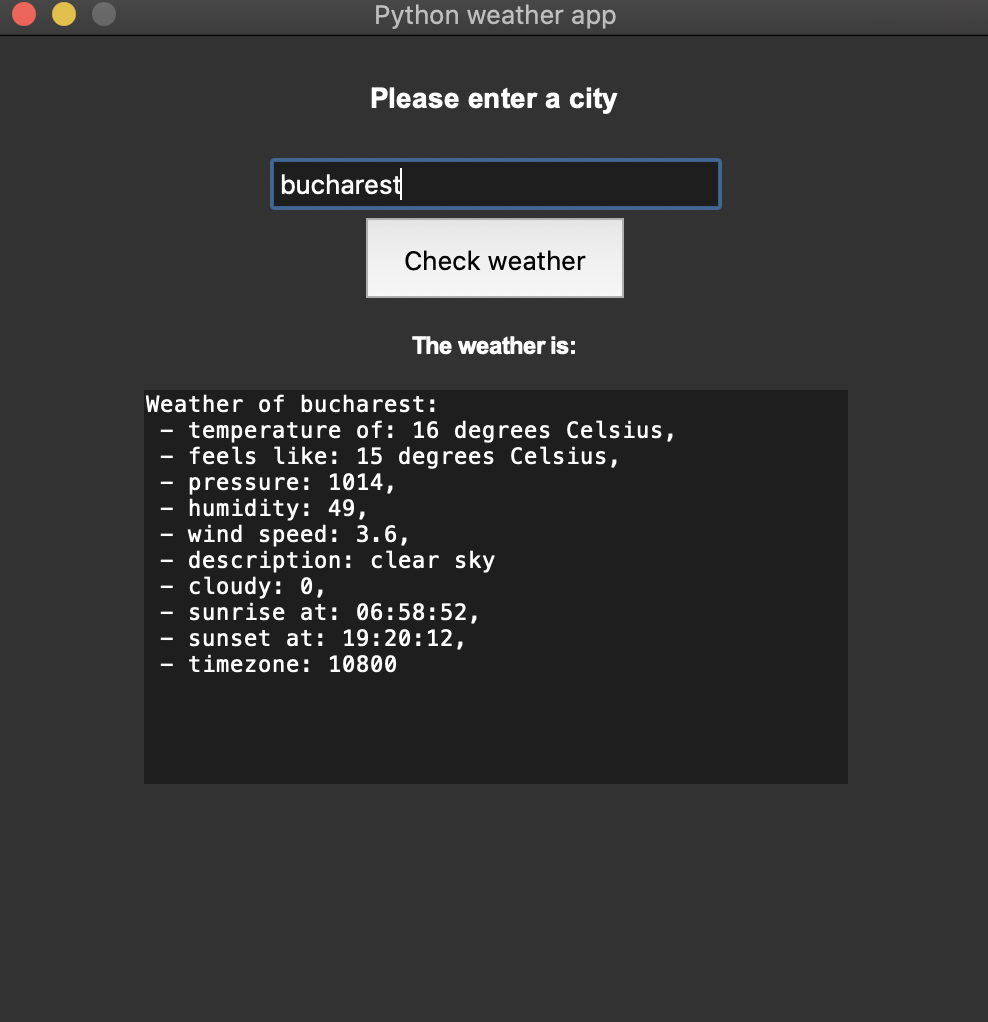 Python weather app
Please enter a city
bucharest
Check weather
The weather is:
Weather of bucharest:
– temperature of: 16 degrees Celsius,
– feels like: 15 degrees Celsius,
– pressure: 1014,
– humidity: 49,
– wind speed: 3.6,
– description: clear sky
– cloudy: 0,
– sunrise at: 06:58:52,
– sunset at: 19:20:12,
– timezone: 10800